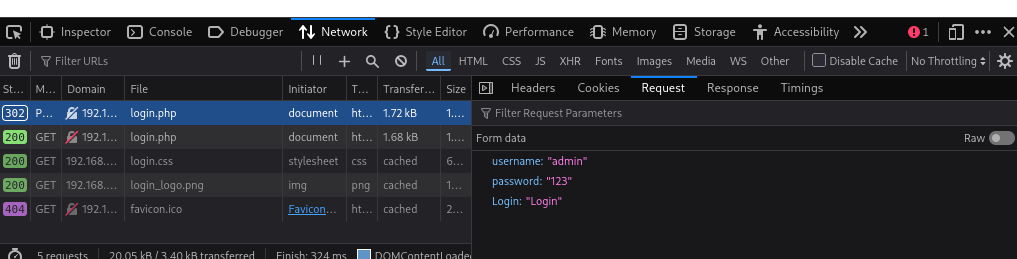 Inspector Console Debugger Network Style Editor Performance Memory Storage Accessibility 1
Filter URLs All HTML CSS JS XHR Fonts Images Media WS Other Disable Cache No Throttling
St… M… Domain File Initiator T… Transfer… Size
Headers Cookies Request Response Timings
302 P… 192.1… login.php document ht… 1.72 kB 1.…
Filter Request Parameters
200 GET 192.1… login.php document ht… 1.68 kB 1.…
Form data Raw
200 GET 192.168.… login.css stylesheet css cached 6…
username: "admin"
200 GET 192.168.… login_logo.png img png cached 1…
password: "123"
404 GET 192.1… favicon.ico Favicon… ht… cached 2…
Login: "Login"
5 requests 20.05 kB / 3.40 kB transferred Finish: 324 ms DOMContentLoade